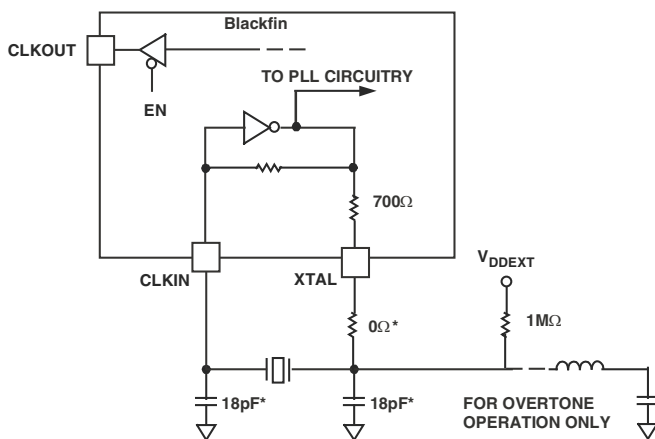 Blackfin
CLKOUT
TO PLL CIRCUITRY
EN
700Ω
CLKIN
XTAL
V_DDEXT
0Ω*
1MΩ
18pF*
18pF*
FOR OVERTONE
OPERATION ONLY